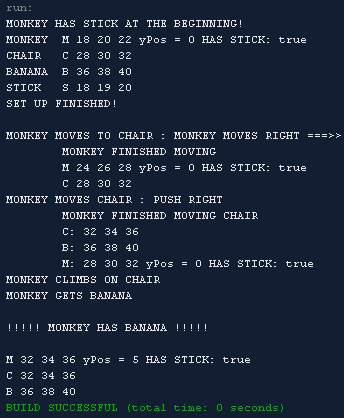 run:
MONKEY HAS STICK AT THE BEGINNING!
MONKEY M 18 20 22 yPos = 0 HAS STICK: true
CHAIR C 28 30 32
BANANA B 36 38 40
STICK S 18 19 20
SET UP FINISHED!
MONKEY MOVES TO CHAIR : MONKEY MOVES RIGHT ===>>
MONKEY FINISHED MOVING
M 24 26 28 yPos = 0 HAS STICK: true
C 28 30 32
MONKEY MOVES CHAIR : PUSH RIGHT
MONKEY FINISHED MOVING CHAIR
C: 32 34 36
B: 36 38 40
M: 28 30 32 yPos = 0 HAS STICK: true
MONKEY CLIMBS ON CHAIR
MONKEY GETS BANANA
!!!!! MONKEY HAS BANANA !!!!!
M 32 34 36 yPos = 5 HAS STICK: true
C 32 34 36
B 36 38 40
BUILD SUCCESSFUL (total time: 0 seconds)